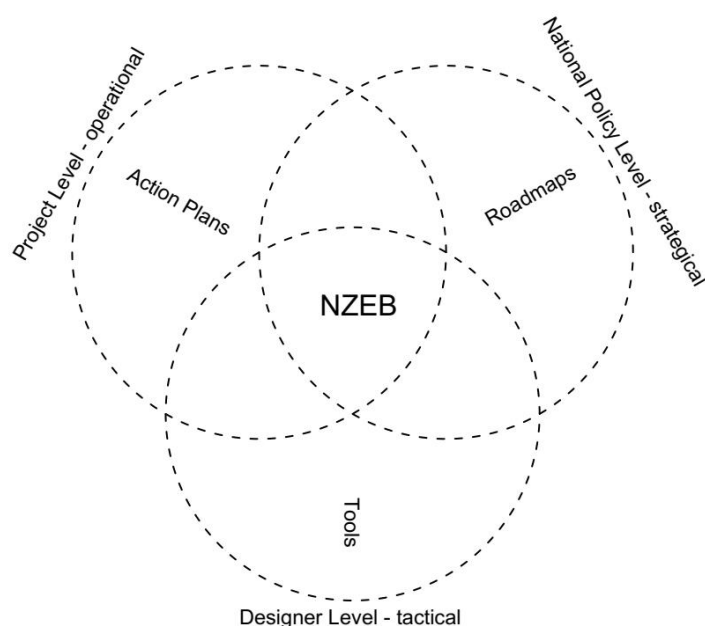 Project Level - operational
National Policy Level - strategical
Action Plans
Roadmaps
NZEB
Tools
Designer Level - tactical